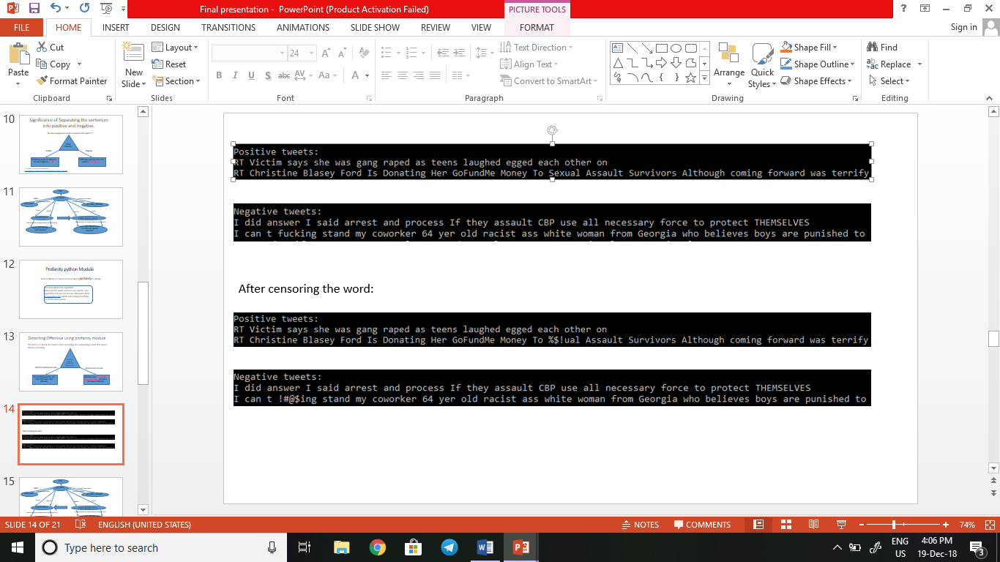 Final presentation - PowerPoint (Product Activation Failed)
PICTURE TOOLS
FILE
HOME
INSERT
DESIGN
TRANSITIONS
ANIMATIONS
SLIDE SHOW
REVIEW
VIEW
FORMAT
Sign in
Paste
Cut
Copy
Format Painter
Clipboard
New Slide
Layout
Reset
Section
Slides
24
B I U S abc AV Aa A
Font
Text Direction
Align Text
Convert to SmartArt
Paragraph
Arrange
Quick Styles
Shape Fill
Shape Outline
Shape Effects
Drawing
Find
Replace
Select
Editing
10
Significance of Separating the sentences
into positive and negative.
11
12
Profanity python Module
13
Detecting Offensive using profanity module
14
15
Positive tweets:
RT Victim says she was gang raped as teens laughed egged each other on
RT Christine Blasey Ford Is Donating Her GoFundMe Money To Sexual Assault Survivors Although coming forward was terrify
Negative tweets:
I did answer I said arrest and process If they assault CBP use all necessary force to protect THEMSELVES
I can t fucking stand my coworker 64 yer old racist ass white woman from Georgia who believes boys are punished to
After censoring the word:
Positive tweets:
RT Victim says she was gang raped as teens laughed egged each other on
RT Christine Blasey Ford Is Donating Her GoFundMe Money To %$!ual Assault Survivors Although coming forward was terrify
Negative tweets:
I did answer I said arrest and process If they assault CBP use all necessary force to protect THEMSELVES
I can t !#@$ing stand my coworker 64 yer old racist ass white woman from Georgia who believes boys are punished to
SLIDE 14 OF 21
ENGLISH (UNITED STATES)
NOTES
COMMENTS
74%
Type here to search
ENG
US
4:06 PM
19-Dec-18
3